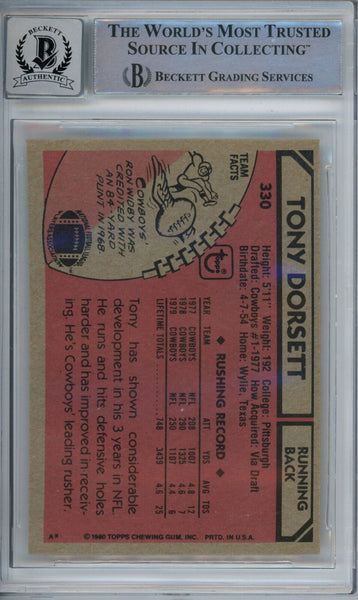 BECKETT
AUTHENTIC
THE WORLD'S MOST TRUSTED
SOURCE IN COLLECTING™
BECKETT GRADING SERVICES
TONY DORSETT
RUNNING
BACK
330
Height: 5'11" Weight: 192 College: Pittsburgh
Drafted: Cowboys #1-1977 How Acquired: Via Draft
Birthdate: 4-7-54 Home: Wylie, Texas
TEAM
FACTS
COWBOYS'
RON WIDBY WAS
CREDITED WITH
AN 84-YARD
PUNT IN 1968
Topps
◆ RUSHING RECORD ◆
YEAR TEAM ATT YDS AVG TDS
1977 COWBOYS NFL 208 1007 4.8 12
1978 COWBOYS NFL 290 1325 4.6 7
1979 COWBOYS NFL 250 1107 4.4 6
LIFETIME TOTALS... 748 3439 4.6 25
Tony has shown considerable
development in his 3 years in NFL.
He runs and hits defensive holes
harder and has improved in receiv-
ing. He's Cowboys' leading rusher.
A*
© 1980 TOPPS CHEWING GUM, INC. PRTD. IN U.S.A.